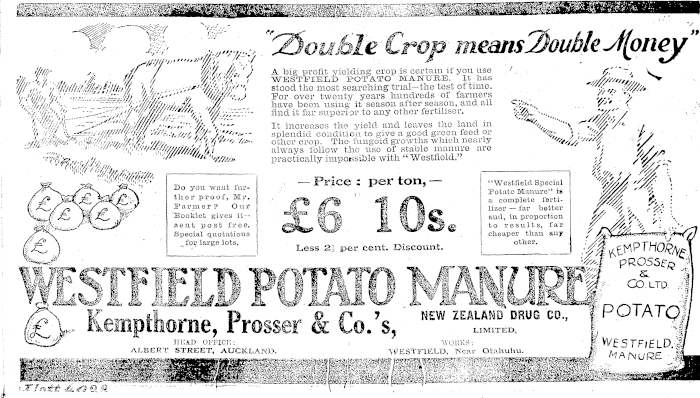 "Double Crop means Double Money"
A big profit yielding crop is certain if you use
WESTFIELD POTATO MANURE. It has
stood the most searching trial—the test of time.
For over twenty years hundreds of farmers
have been using it season after season, and all
find it far superior to any other fertiliser.
It increases the yield and leaves the land in
splendid condition to give a good green feed or
other crop. The fungoid growths which nearly
always follow the use of stable manure are
practically impossible with "Westfield."
Do you want fur-
ther proof, Mr.
Farmer? Our
Booklet gives it—
sent post free.
Special quotations
for large lots.
—Price : per ton,—
£6 10s.
Less 2½ per cent. Discount.
"Westfield Special
Potato Manure" is
a complete ferti-
lizer—far better
and, in proportion
to results, far
cheaper than any
other.
£
£
£
£
£
£
WESTFIELD POTATO MANURE
Kempthorne, Prosser & Co.'s,
NEW ZEALAND DRUG CO.,
LIMITED,
HEAD OFFICE:
ALBERT STREET, AUCKLAND.
WORKS:
WESTFIELD, Near Otahuhu.
KEMPTHORNE
PROSSER
&
CO. LTD.
POTATO
WESTFIELD.
MANURE